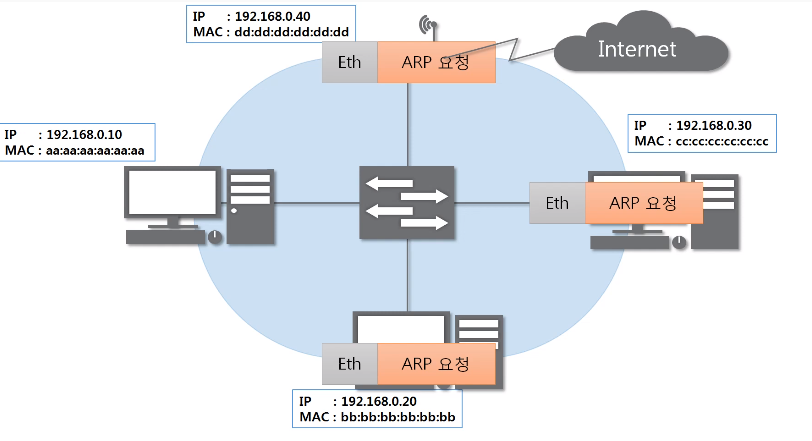 IP : 192.168.0.40
MAC : dd:dd:dd:dd:dd:dd
Eth ARP 요청
Internet
IP : 192.168.0.10
MAC : aa:aa:aa:aa:aa:aa
IP : 192.168.0.30
MAC : cc:cc:cc:cc:cc:cc
Eth ARP 요청
Eth ARP 요청
IP : 192.168.0.20
MAC : bb:bb:bb:bb:bb:bb